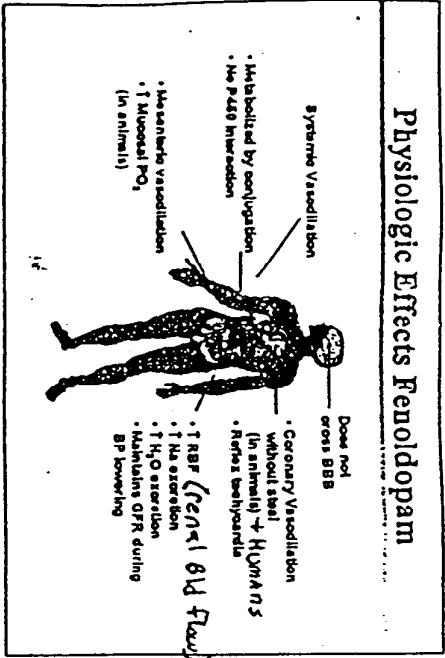 Physiologic Effects Fenoldopam
Does not
cross BBB
Systemic Vasodilation
• Metabolized by conjugation
• No P450 Interaction
• Mesenteric vasodilation
• ↑ Mucosal PO₂
(in animals)
• Coronary Vasodilation
without steal
(in animals) + HUMANS
• Reflex tachycardia
• ↑ RBF (renal Bld flow)
• ↑ Na excretion
• ↑ H₂O excretion
• Maintains GFR during
BP lowering